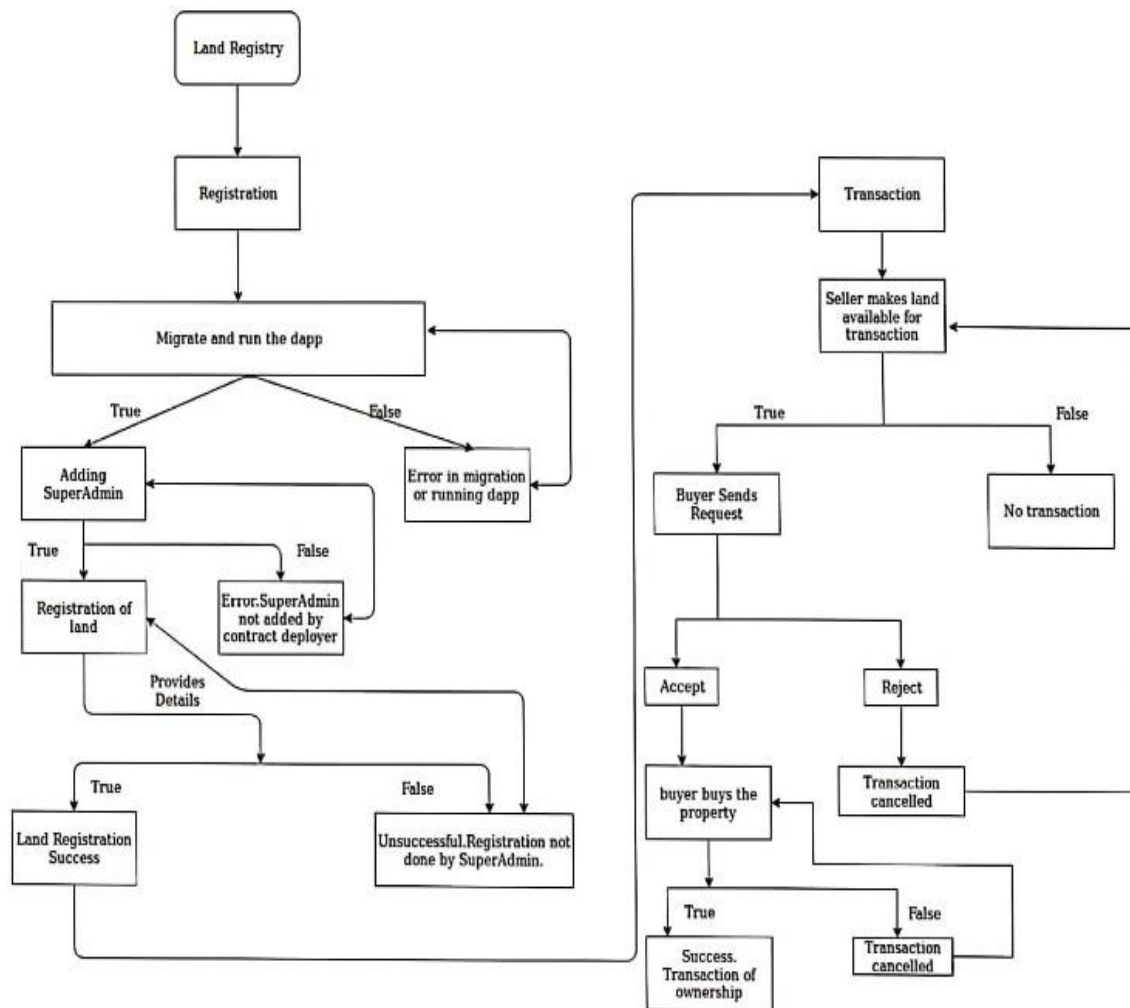 Land Registry
Registration
Migrate and run the dapp
True
False
Adding
SuperAdmin
Error in migration
or running dapp
True
False
Registration of
land
Error.SuperAdmin
not added by
contract deployer
Provides
Details
True
False
Land Registration
Success
Unsuccessful.Registration not
done by SuperAdmin.
Transaction
Seller makes land
available for
transaction
True
False
Buyer Sends
Request
No transaction
Accept
Reject
buyer buys the
property
Transaction
cancelled
True
False
Success.
Transaction of
ownership
Transaction
cancelled